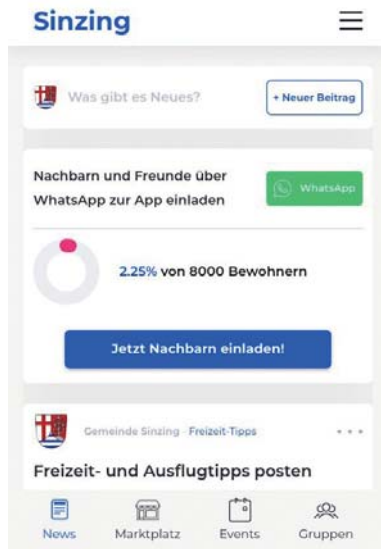 Sinzing
Was gibt es Neues?
+ Neuer Beitrag
Nachbarn und Freunde über
WhatsApp zur App einladen
WhatsApp
2.25% von 8000 Bewohnern
Jetzt Nachbarn einladen!
Gemeinde Sinzing · Freizeit-Tipps
Freizeit- und Ausflugtipps posten
News
Marktplatz
Events
Gruppen